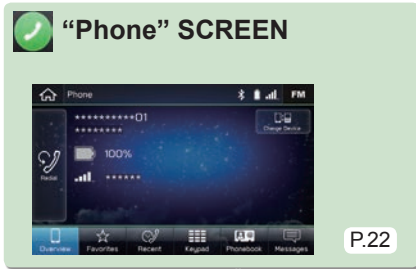 “Phone” SCREEN
Phone FM
**********01
********
Change Device
100%
Redial
******
Overview Favorites Recent Keypad Phonebook Messages
P.22